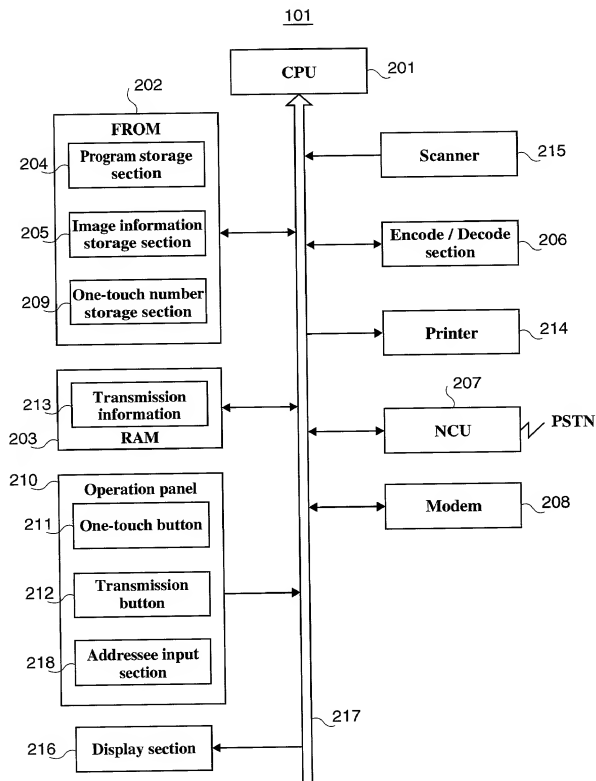 101
CPU
201
202
FROM
204
Program storage
section
205
Image information
storage section
209
One-touch number
storage section
Scanner
215
Encode / Decode
section
206
Printer
214
213
Transmission
information
203
RAM
207
NCU
PSTN
210
Operation panel
211
One-touch button
212
Transmission
button
218
Addressee input
section
Modem
208
216
Display section
217